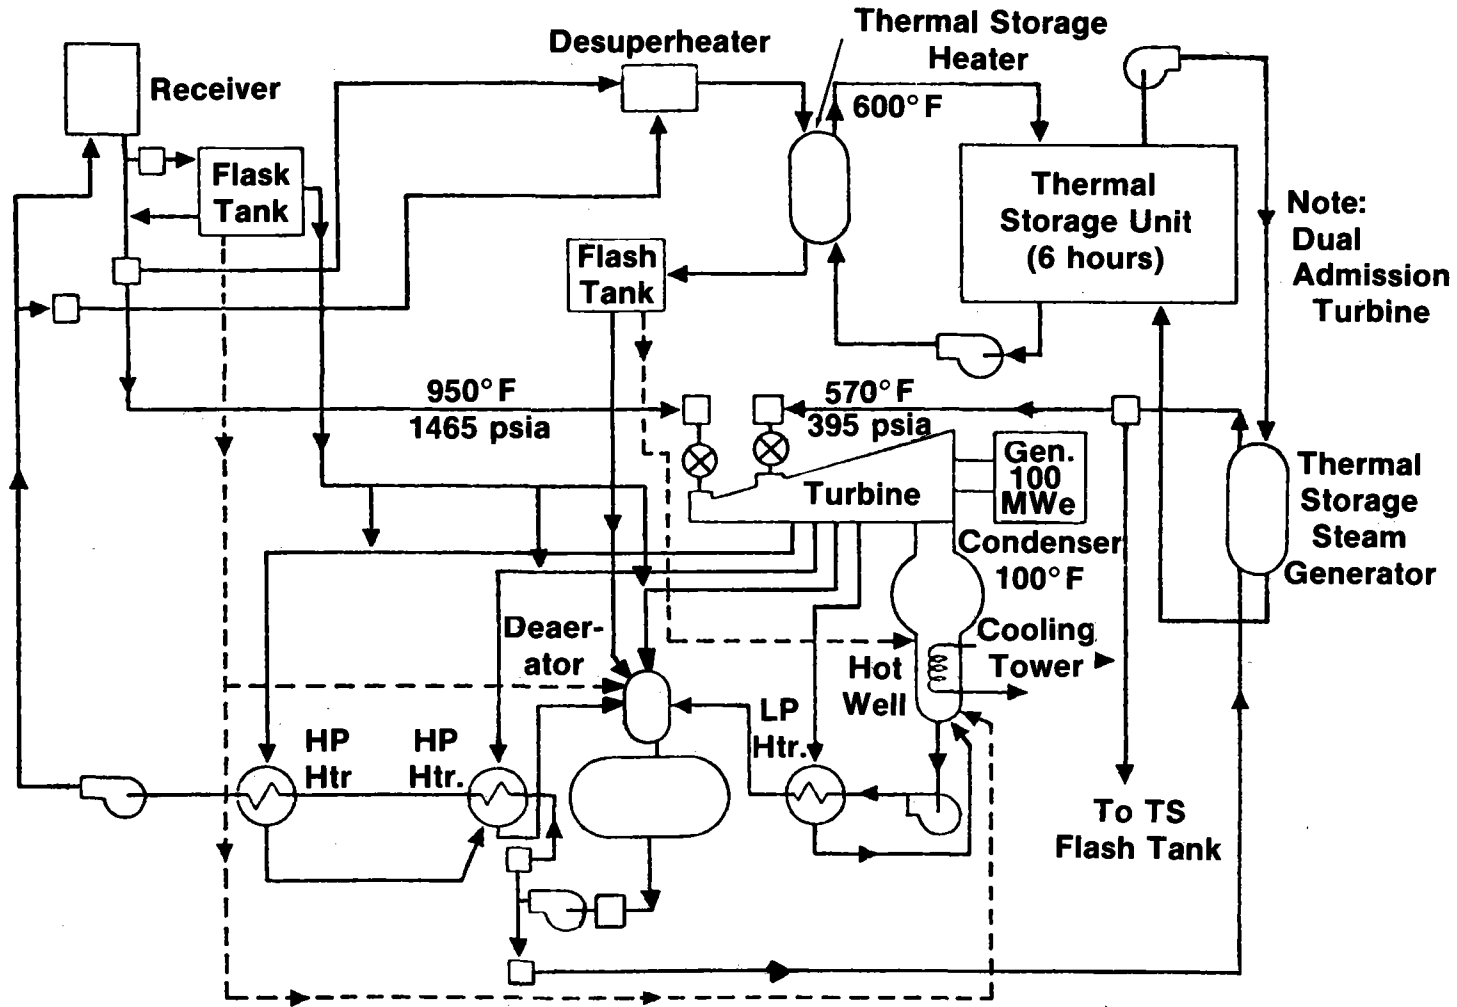 Thermal Storage
Heater
Desuperheater
Receiver
600°F
Flask
Tank
Thermal
Storage Unit
(6 hours)
Note:
Dual
Admission
Turbine
Flash
Tank
950°F
1465 psia
570°F
395 psia
Gen.
100
MWe
Turbine
Thermal
Storage
Steam
Generator
Condenser
100°F
Deaer-
ator
Cooling
Tower
Hot
Well
LP
Htr.
HP
Htr
HP
Htr.
To TS
Flash Tank